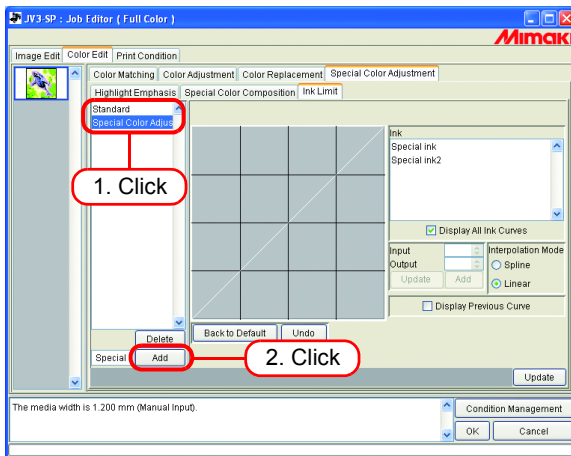 JV3-SP : Job Editor ( Full Color )
Mimaki
Image Edit Color Edit Print Condition
Color Matching Color Adjustment Color Replacement Special Color Adjustment
Highlight Emphasis Special Color Composition Ink Limit
Standard
Special Color Adjus
1. Click
Ink
Special ink
Special ink2
Display All Ink Curves
Input
Output
Update Add
Interpolation Mode
Spline
Linear
Display Previous Curve
Delete
Back to Default Undo
Special Add
2. Click
Update
The media width is 1.200 mm (Manual Input).
Condition Management
OK Cancel